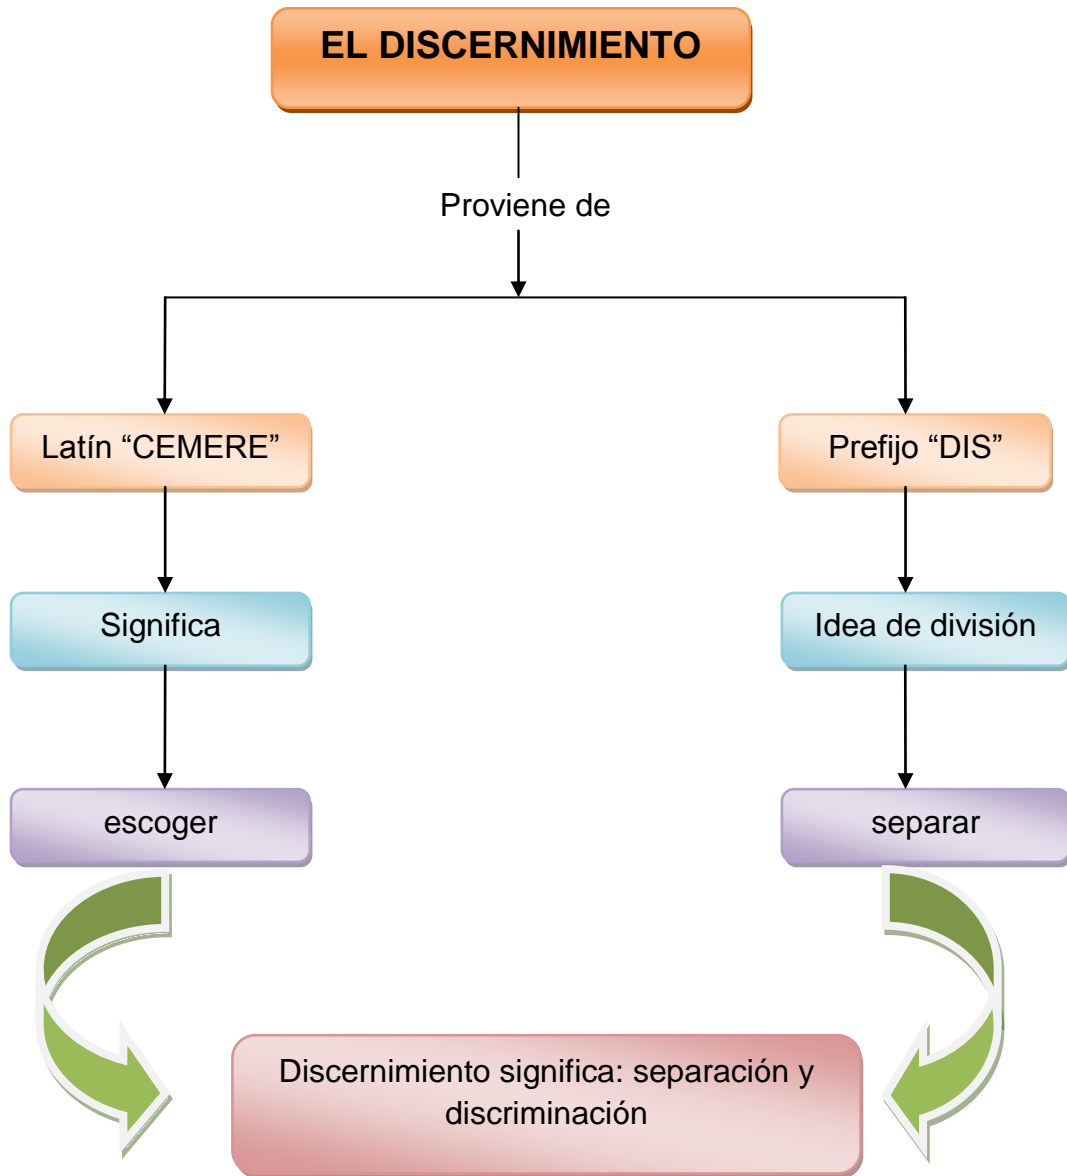 EL DISCERNIMIENTO
Proviene de
Latín “CEMERE”
Prefijo “DIS”
Significa
Idea de división
escoger
separar
Discernimiento significa: separación y
discriminación